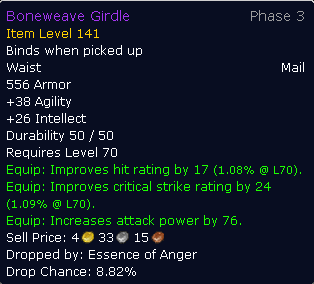 Boneweave Girdle Phase 3
Item Level 141
Binds when picked up
Waist Mail
556 Armor
+38 Agility
+26 Intellect
Durability 50 / 50
Requires Level 70
Equip: Improves hit rating by 17 (1.08% @ L70).
Equip: Improves critical strike rating by 24
(1.09% @ L70).
Equip: Increases attack power by 76.
Sell Price: 4 33 15
Dropped by: Essence of Anger
Drop Chance: 8.82%